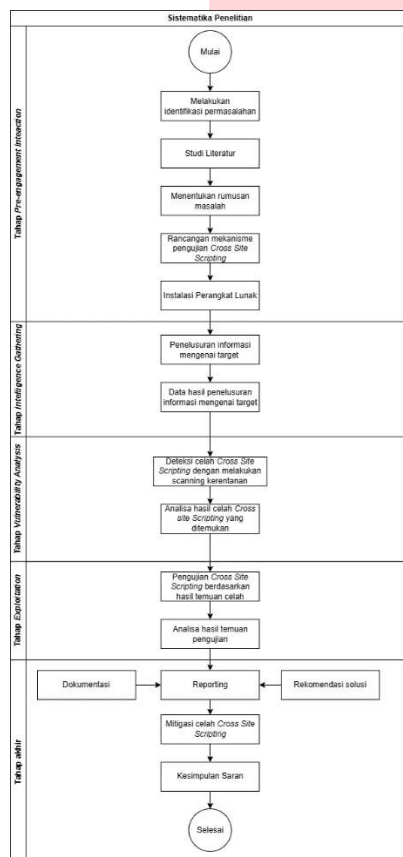 Sistematika Penelitian
Tahap Pre-engagement Inteaction
Mulai
Melakukan
identifikasi permasalahan
Studi Literatur
Menentukan rumusan
masalah
Rancangan mekanisme
pengujian Cross Site
Scripting
Instalasi Perangkat Lunak
Tahap Intelligence Gathering
Penelusuran informasi
mengenai target
Data hasil penelusuran
informasi mengenai target
Tahap Vulnerability Analysis
Deteksi celah Cross Site
Scripting dengan melakukan
scanning kerentanan
Analisa hasil celah Cross
site Scripting yang
ditemukan
Tahap Exploitation
Pengujian Cross Site
Scripting berdasarkan
hasil temuan celah
Analisa hasil temuan
pengujian
Tahap akhir
Dokumentasi
Reporting
Rekomendasi solusi
Mitigasi celah Cross Site
Scripting
Kesimpulan Saran
Selesai